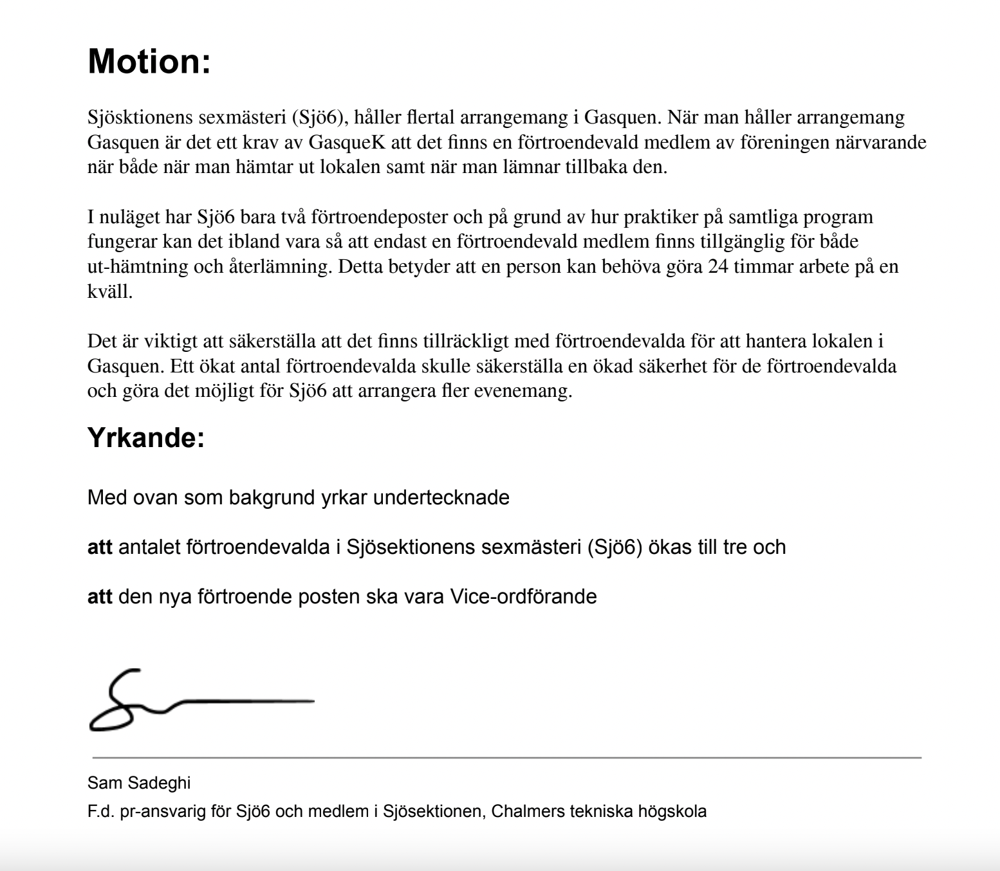 Motion:
Sjösktionens sexmästeri (Sjö6), håller flertal arrangemang i Gasquen. När man håller arrangemang
Gasquen är det ett krav av GasqueK att det finns en förtroendevald medlem av föreningen närvarande
när både när man hämtar ut lokalen samt när man lämnar tillbaka den.
I nuläget har Sjö6 bara två förtroendeposter och på grund av hur praktiker på samtliga program
fungerar kan det ibland vara så att endast en förtroendevald medlem finns tillgänglig för både
ut-hämtning och återlämning. Detta betyder att en person kan behöva göra 24 timmar arbete på en
kväll.
Det är viktigt att säkerställa att det finns tillräckligt med förtroendevalda för att hantera lokalen i
Gasquen. Ett ökat antal förtroendevalda skulle säkerställa en ökad säkerhet för de förtroendevalda
och göra det möjligt för Sjö6 att arrangera fler evenemang.
Yrkande:
Med ovan som bakgrund yrkar undertecknade
att antalet förtroendevalda i Sjösektionens sexmästeri (Sjö6) ökas till tre och
att den nya förtroende posten ska vara Vice-ordförande
Sam Sadeghi
F.d. pr-ansvarig för Sjö6 och medlem i Sjösektionen, Chalmers tekniska högskola